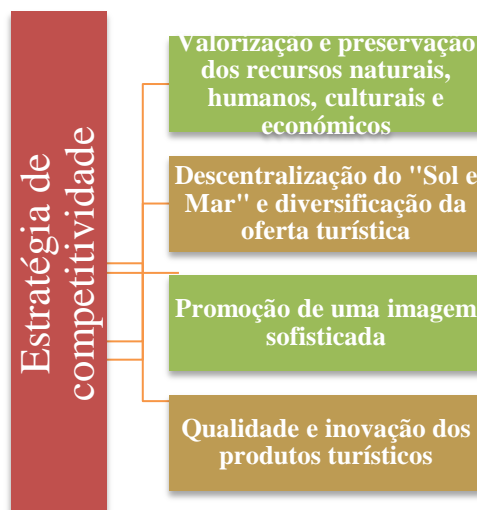 Estratégia de
competitividade
Valorização e preservação
dos recursos naturais,
humanos, culturais e
económicos
Descentralização do "Sol e
Mar" e diversificação da
oferta turística
Promoção de uma imagem
sofisticada
Qualidade e inovação dos
produtos turísticos